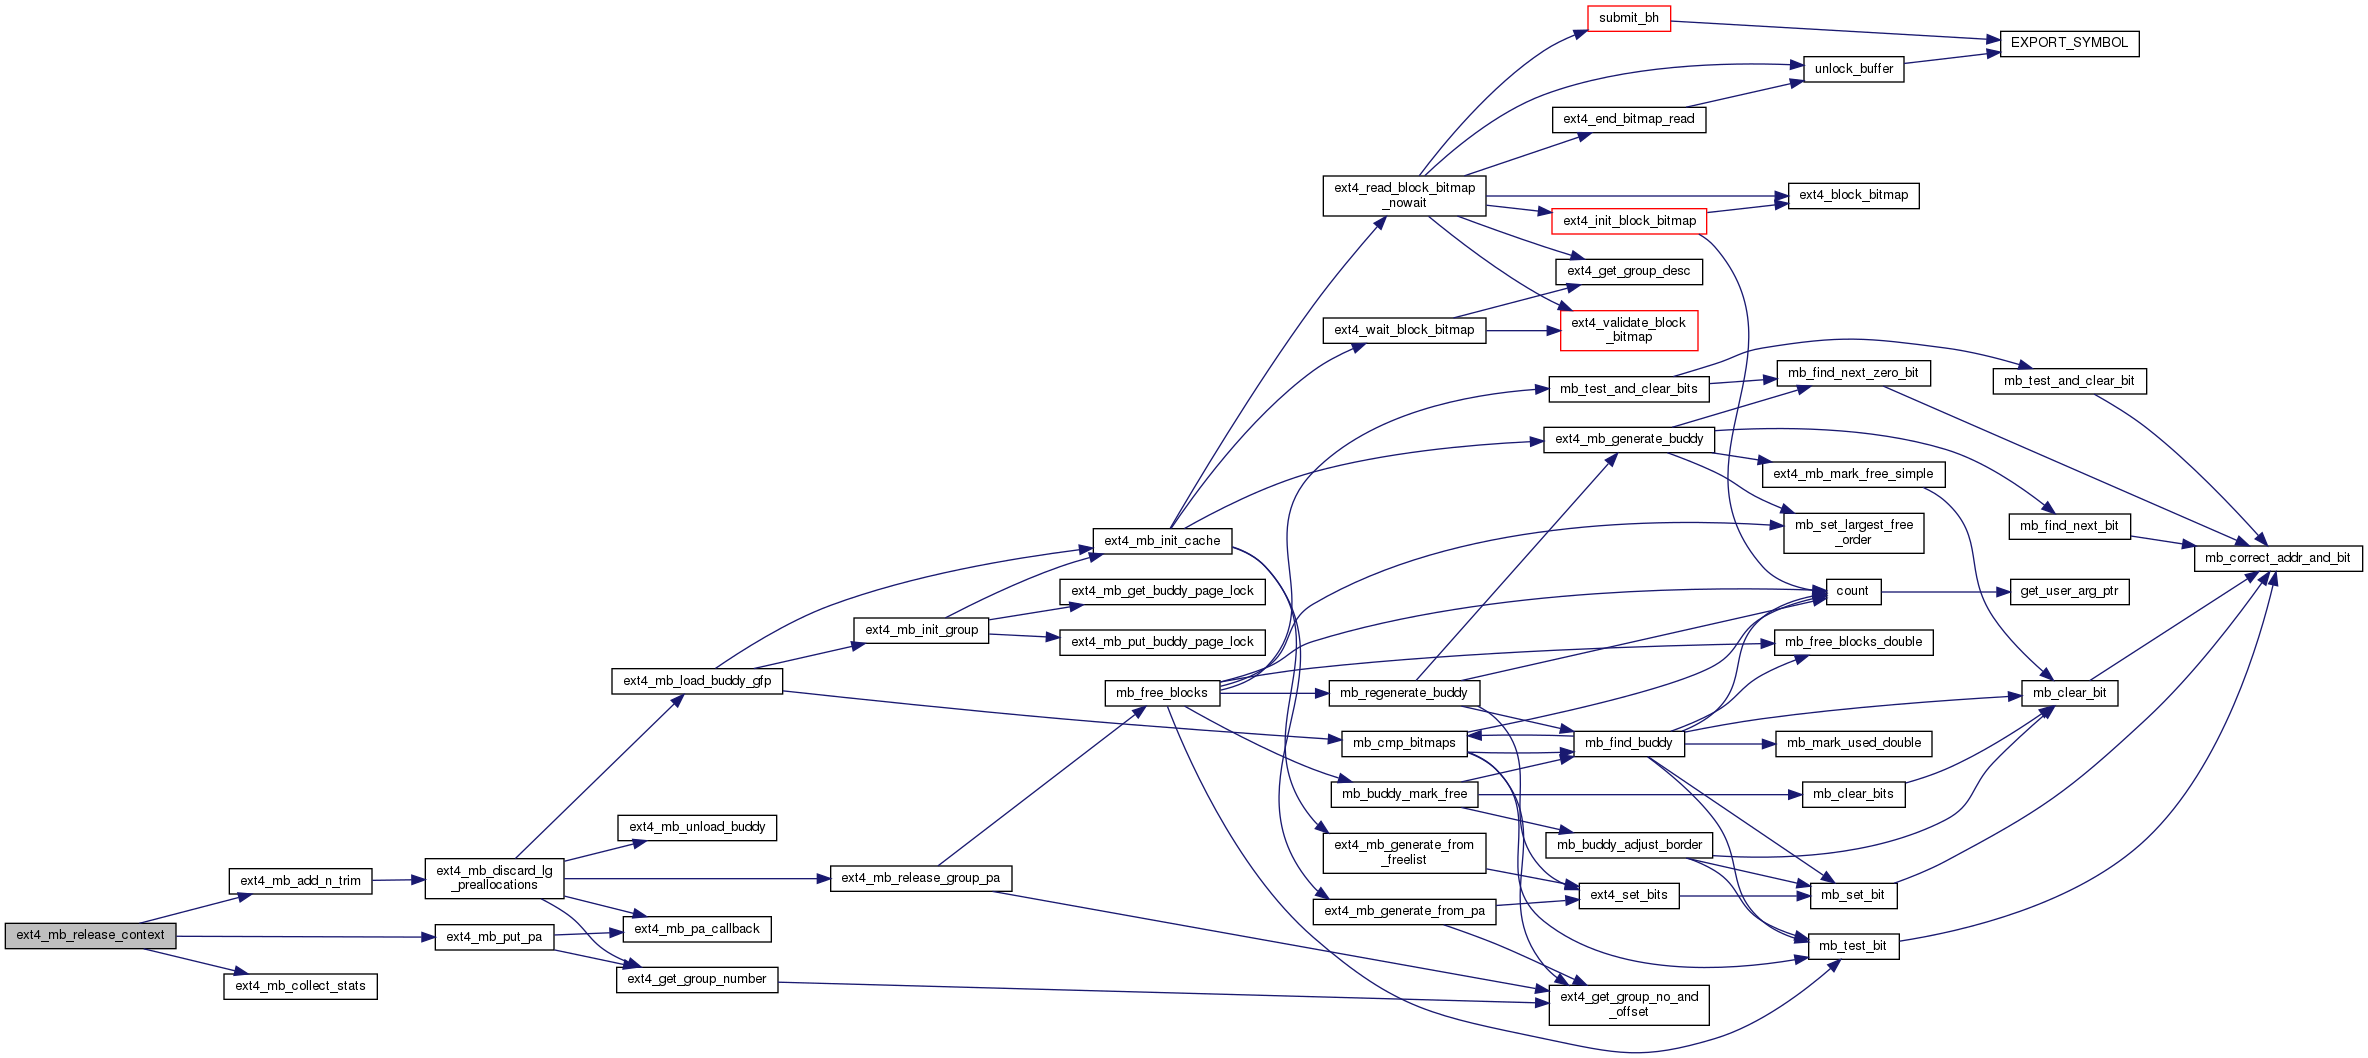 submit_bh
EXPORT_SYMBOL
unlock_buffer
ext4_end_bitmap_read
ext4_read_block_bitmap
_nowait
ext4_block_bitmap
ext4_init_block_bitmap
ext4_get_group_desc
ext4_wait_block_bitmap
ext4_validate_block
_bitmap
mb_find_next_zero_bit
mb_test_and_clear_bit
mb_test_and_clear_bits
ext4_mb_generate_buddy
ext4_mb_mark_free_simple
mb_set_largest_free
_order
mb_find_next_bit
ext4_mb_init_cache
mb_correct_addr_and_bit
ext4_mb_get_buddy_page_lock
count
get_user_arg_ptr
ext4_mb_init_group
ext4_mb_put_buddy_page_lock
mb_free_blocks_double
ext4_mb_load_buddy_gfp
mb_free_blocks
mb_regenerate_buddy
mb_clear_bit
mb_cmp_bitmaps
mb_find_buddy
mb_mark_used_double
mb_buddy_mark_free
mb_clear_bits
ext4_mb_unload_buddy
ext4_mb_generate_from
_freelist
mb_buddy_adjust_border
ext4_mb_add_n_trim
ext4_mb_discard_lg
_preallocations
ext4_mb_release_group_pa
ext4_set_bits
mb_set_bit
ext4_mb_generate_from_pa
ext4_mb_release_context
ext4_mb_put_pa
ext4_mb_pa_callback
mb_test_bit
ext4_mb_collect_stats
ext4_get_group_number
ext4_get_group_no_and
_offset